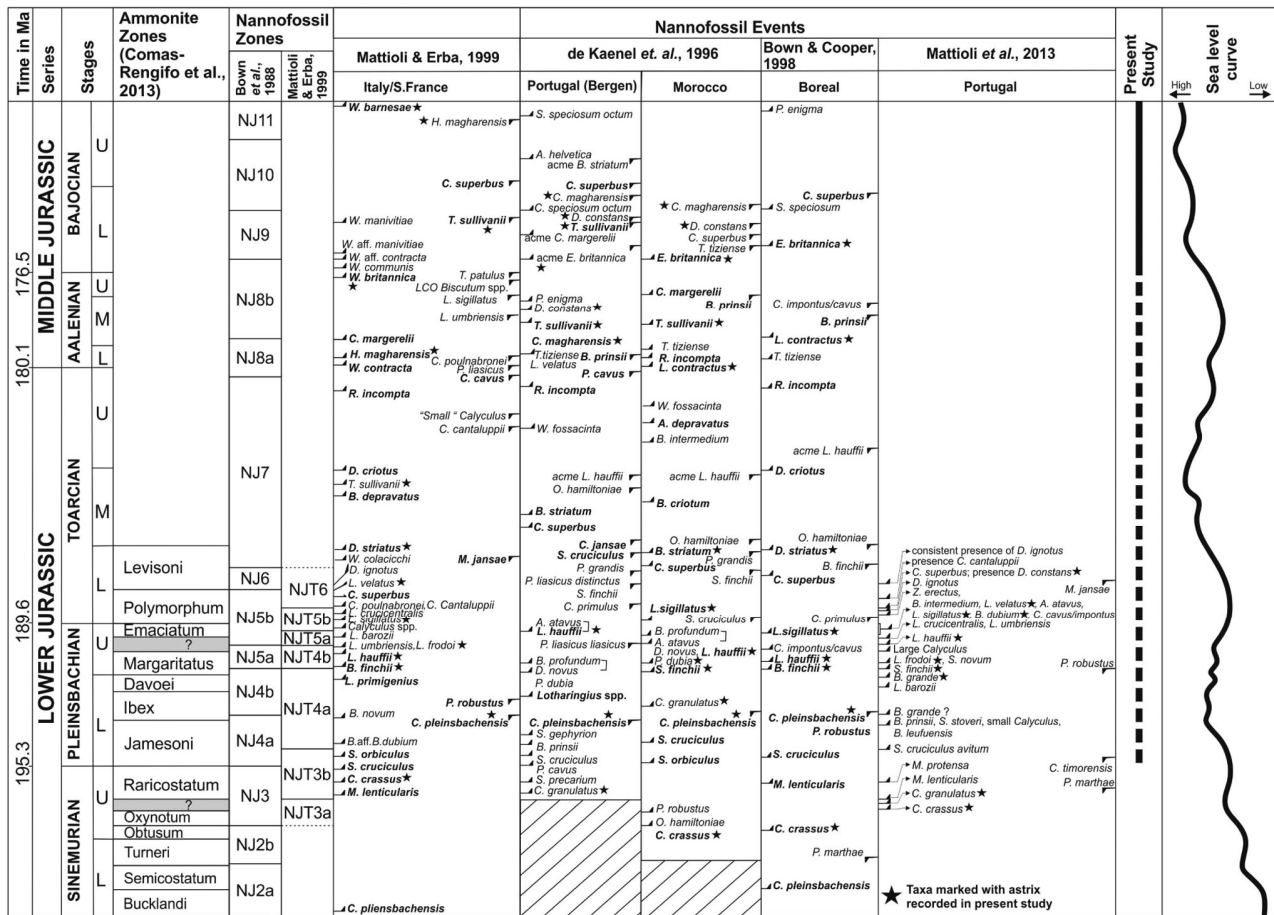 Time in Ma
Series
Stages
Ammonite
Zones
(Comas-
Rengifo et al.,
2013)
Nannofossil
Zones
Bown et al., 1988
Mattioli & Erba, 1999
Nannofossil Events
Mattioli & Erba, 1999
de Kaenel et. al., 1996
Bown & Cooper,
1998
Mattioli et al., 2013
Italy/S.France
Portugal (Bergen)
Morocco
Boreal
Portugal
Present
Study
Sea level
curve
High
Low
176.5
180.1
189.6
195.3
MIDDLE JURASSIC
LOWER JURASSIC
BAJOCIAN
AALENIAN
TOARCIAN
PLEINSBACHIAN
SINEMURIAN
U
L
U
M
L
U
M
L
U
L
U
L
Levisoni
Polymorphum
Emaciatum
?
Margaritatus
Davoei
Ibex
Jamesoni
Raricostatum
?
Oxynotum
Obtusum
Turneri
Semicostatum
Bucklandi
NJ11
NJ10
NJ9
NJ8b
NJ8a
NJ7
NJ6
NJ5b
NJ5a
NJ4b
NJ4a
NJ3
NJ2b
NJ2a
NJT6
NJT5b
NJT5a
NJT4b
NJT4a
NJT3b
NJT3a
W. barnesae ★
★ H. magharensis
C. superbus
W. manivitiae
T. sullivanii
★
W. aff. manivitiae
W. aff. contracta
W. communis
W. britannica
★
T. patulus
LCO Biscutum spp.
L. sigillatus
L. umbriensis
C. margerelii
H. magharensis ★
C. poulnabronei
W. contracta
P. liasicus
C. cavus
R. incompta
"Small " Calyculus
C. cantaluppii
D. criotus
T. sullivanii ★
B. depravatus
D. striatus ★
W. colacicchi
M. jansae
D. ignotus
L. velatus ★
C. superbus
C. poulnabronei, C. Cantaluppii
L. crucicentralis
L. sigillatus ★
Calyculus spp.
L. barozii
L. umbriensis, L. frodoi ★
L. hauffii ★
B. finchii ★
L. primigenius
P. robustus
B. novum
★
C. pleinsbachensis
B.aff.B.dubium
S. orbiculus
S. cruciculus
C. crassus ★
M. lenticularis
C. pliensbachensis
S. speciosum octum
A. helvetica
acme B. striatum
C. superbus
★ C. magharensis
C. speciosum octum
★ D. constans
★ T. sullivanii
acme C. margerelii
acme E. britannica
★
P. enigma
D. constans ★
T. sullivanii ★
C. magharensis ★
T.tiziense
B. prinsii
L. velatus
P. cavus
R. incompta
W. fossacinta
acme L. hauffii
O. hamiltoniae
B. striatum
C. superbus
C. jansae
S. cruciculus
P. grandis
P. liasicus distinctus
S. finchii
C. primulus
A. atavus
L. hauffii ★
P. liasicus liasicus
B. profundum
D. novus
P. dubia
Lotharingius spp.
★
C. pleinsbachensis
S. gephyrion
B. prinsii
S. cruciculus
P. cavus
S. precarium
C. granulatus ★
★ C. magharensis
★ D. constans
C. superbus
T. tiziense
E. britannica ★
C. margerelii
B. prinsii
T. sullivanii ★
T. tiziense
R. incompta
L. contractus ★
W. fossacinta
A. depravatus
B. intermedium
acme L. hauffii
B. criotum
O. hamiltoniae
B. striatum ★
P. grandis
C. superbus
S. finchii
L.sigillatus ★
B. profundum
A. atavus
D. novus, L. hauffii ★
P. dubia ★
S. finchii ★
C. granulatus ★
★
C. pleinsbachensis
S. cruciculus
S. orbiculus
P. robustus
O. hamiltoniae
C. crassus ★
P. enigma
C. superbus
S. speciosum
E. britannica ★
C. impontus/cavus
B. prinsii
L. contractus ★
T. tiziense
R. incompta
acme L. hauffii
D. criotus
O. hamiltoniae
D. striatus ★
B. finchii
C. superbus
C. primulus
L.sigillatus ★
C. impontus/cavus
L. hauffii ★
B. finchii ★
★
C. pleinsbachensis
P. robustus
S. cruciculus
M. lenticularis
C. crassus ★
P. marthae
C. pleinsbachensis
consistent presence of D. ignotus
presence C. cantaluppii
C. superbus; presence D. constans ★
D. ignotus
M. jansae
Z. erectus,
B. intermedium, L. velatus ★, A. atavus,
L. sigillatus ★, B. dubium ★, C. cavus/impontus
L. crucicentralis, L. umbriensis
L. hauffii ★
Large Calyculus
L. frodoi ★, S. novum
P. robustus
S. finchii ★
B. grande ★
L. barozii
B. grande ?
B. prinsii, S. stoveri, small Calyculus,
B. leufuensis
S. cruciculus avitum
M. protensa
C. timorensis
M. lenticularis
P. marthae
C. granulatus ★
C. crassus ★
★ Taxa marked with astrix
recorded in present study